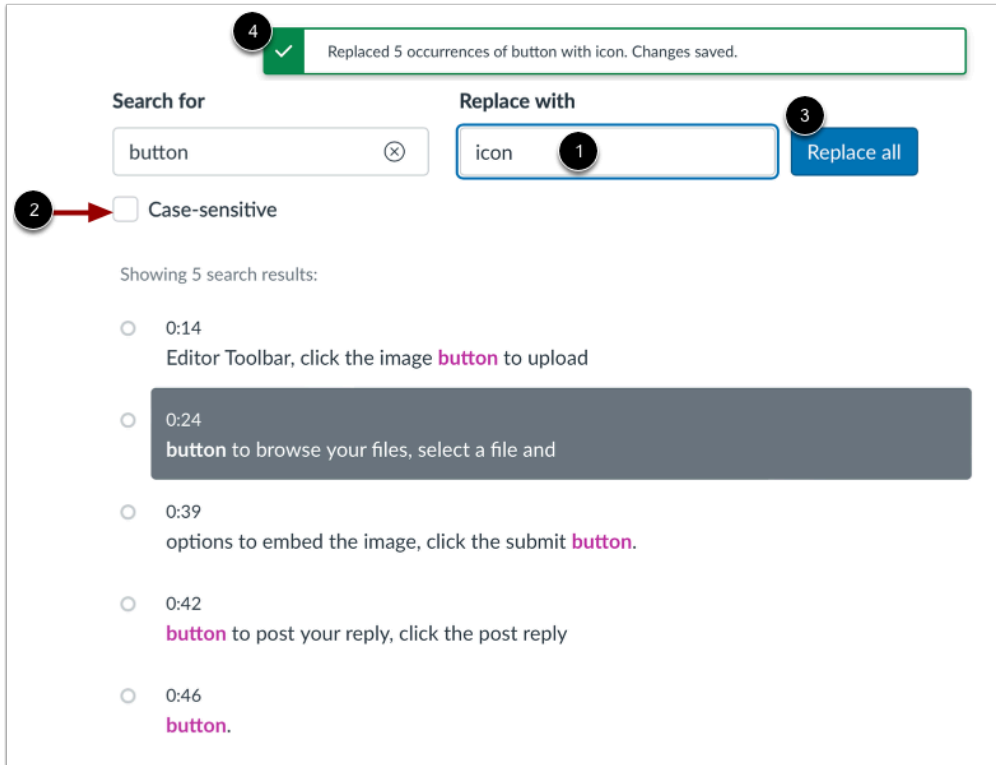 4
Replaced 5 occurrences of button with icon. Changes saved.
Search for
Replace with
3
button
icon
1
Replace all
2
Case-sensitive
Showing 5 search results:
0:14
Editor Toolbar, click the image button to upload
0:24
button to browse your files, select a file and
0:39
options to embed the image, click the submit button.
0:42
button to post your reply, click the post reply
0:46
button.